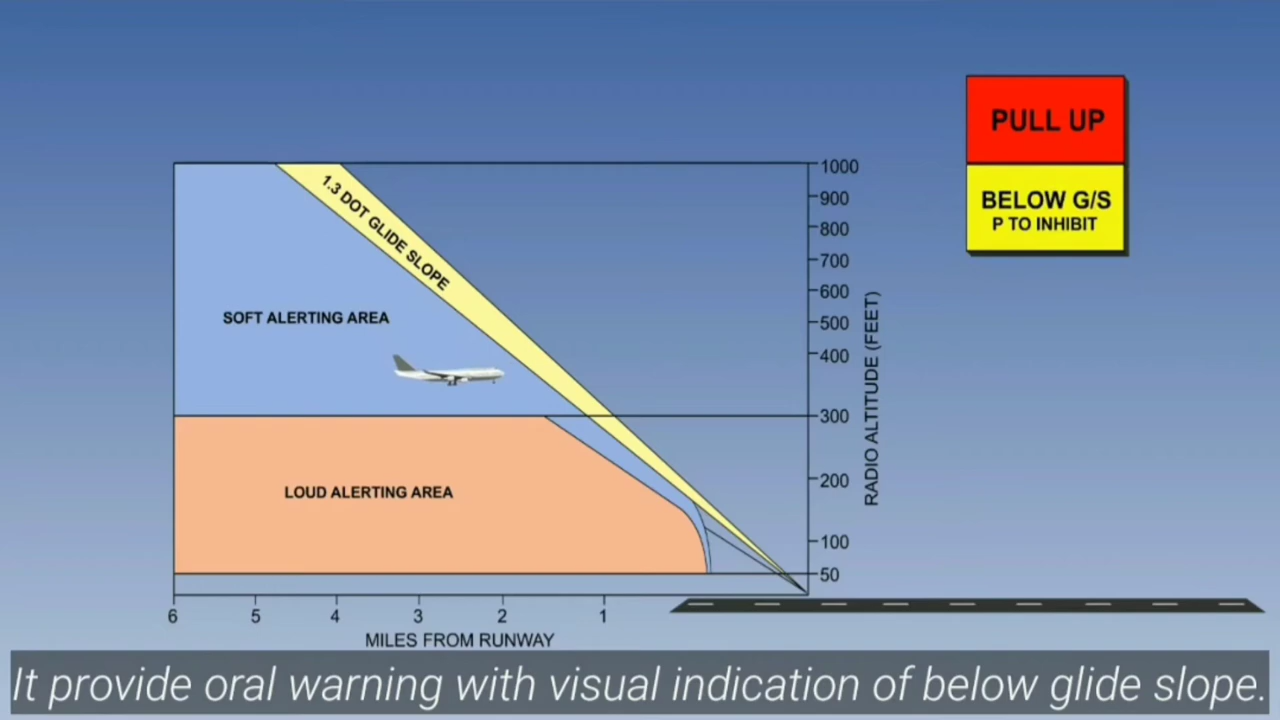 PULL UP
BELOW G/S
P TO INHIBIT
1000
900
800
700
600
500
400
300
200
100
50
RADIO ALTITUDE (FEET)
1.3 DOT GLIDE SLOPE
SOFT ALERTING AREA
LOUD ALERTING AREA
6 5 4 3 2 1
MILES FROM RUNWAY
It provide oral warning with visual indication of below glide slope.